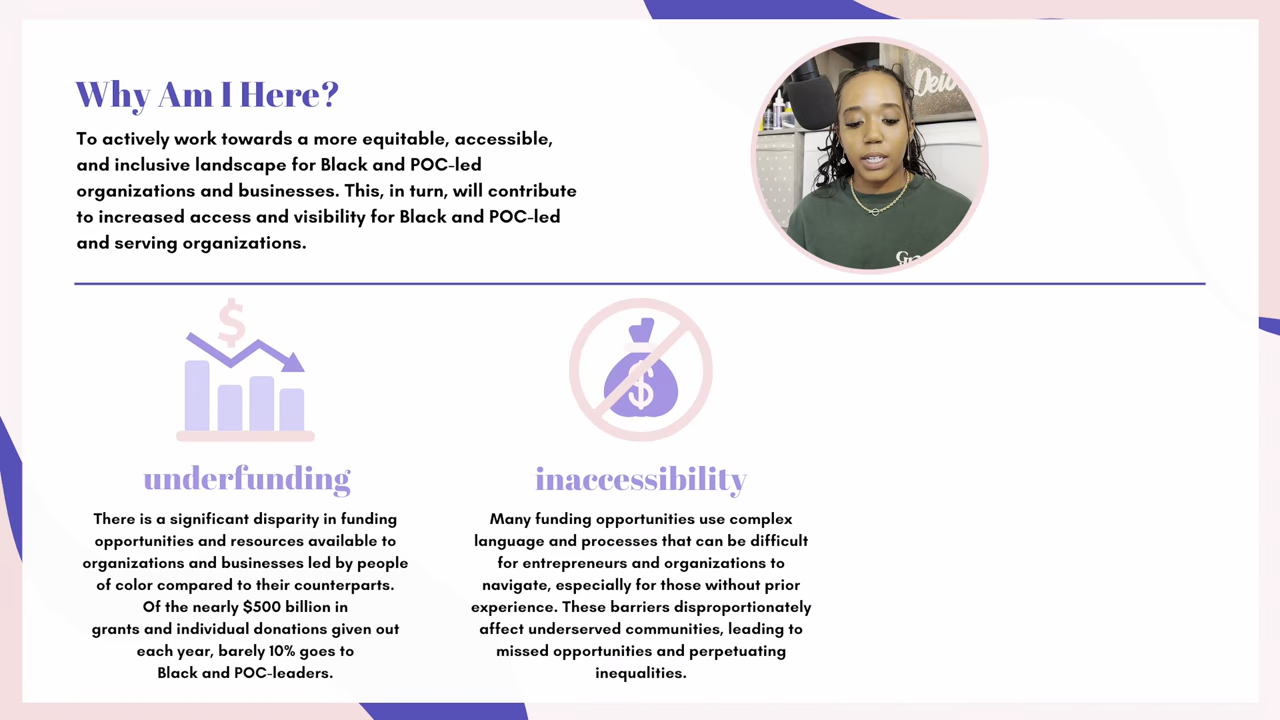 Why Am I Here?
To actively work towards a more equitable, accessible,
and inclusive landscape for Black and POC-led
organizations and businesses. This, in turn, will contribute
to increased access and visibility for Black and POC-led
and serving organizations.
$
underfunding
There is a significant disparity in funding
opportunities and resources available to
organizations and businesses led by people
of color compared to their counterparts.
Of the nearly $500 billion in
grants and individual donations given out
each year, barely 10% goes to
Black and POC-leaders.
$
inaccessibility
Many funding opportunities use complex
language and processes that can be difficult
for entrepreneurs and organizations to
navigate, especially for those without prior
experience. These barriers disproportionately
affect underserved communities, leading to
missed opportunities and perpetuating
inequalities.